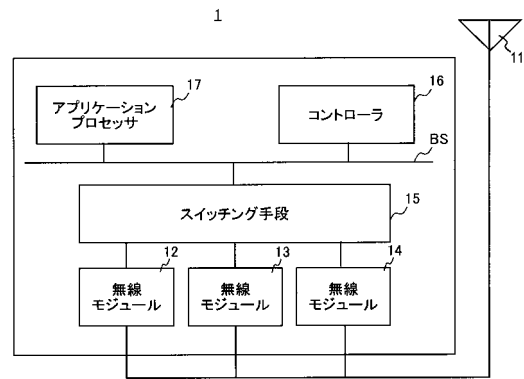 1
11
17
アプリケーション
プロセッサ
16
コントローラ
BS
スイッチング手段
15
12
無線
モジュール
13
無線
モジュール
14
無線
モジュール